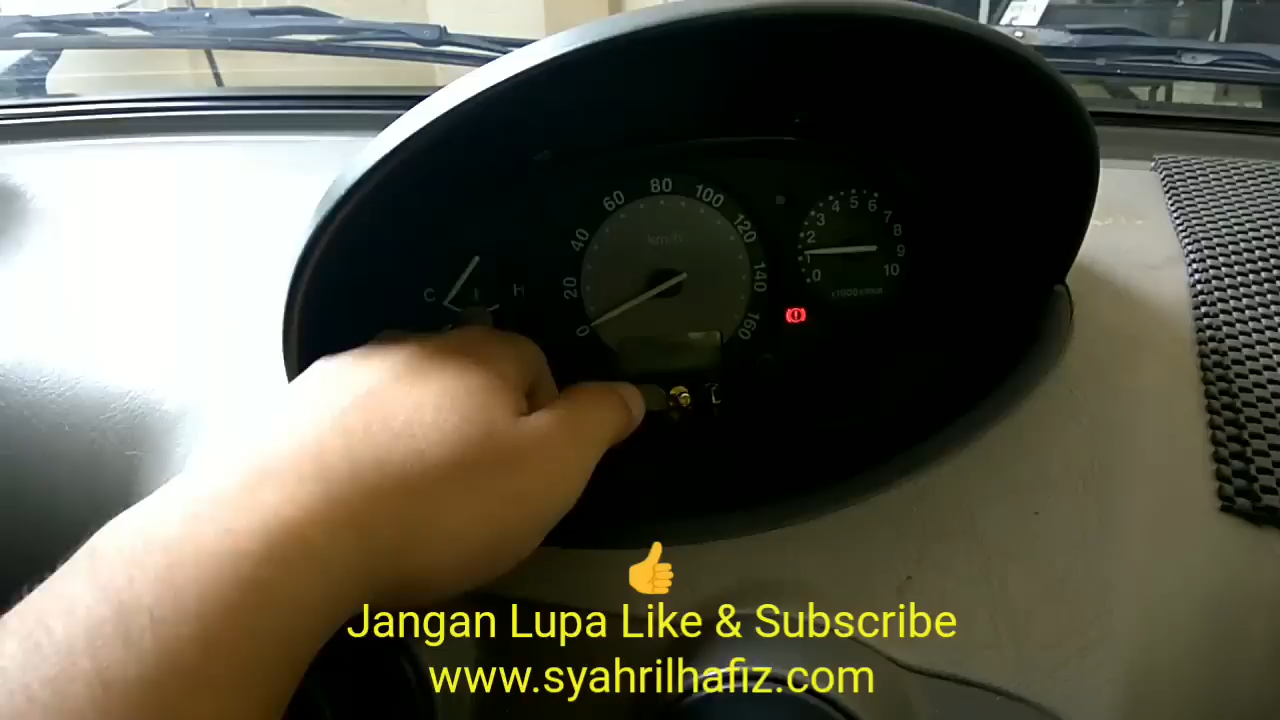 80
60 100
40 120
km/h
20 140
0 160
4 5 6
3 7
2 8
1 9
0 10
C H
Jangan Lupa Like & Subscribe
www.syahrilhafiz.com